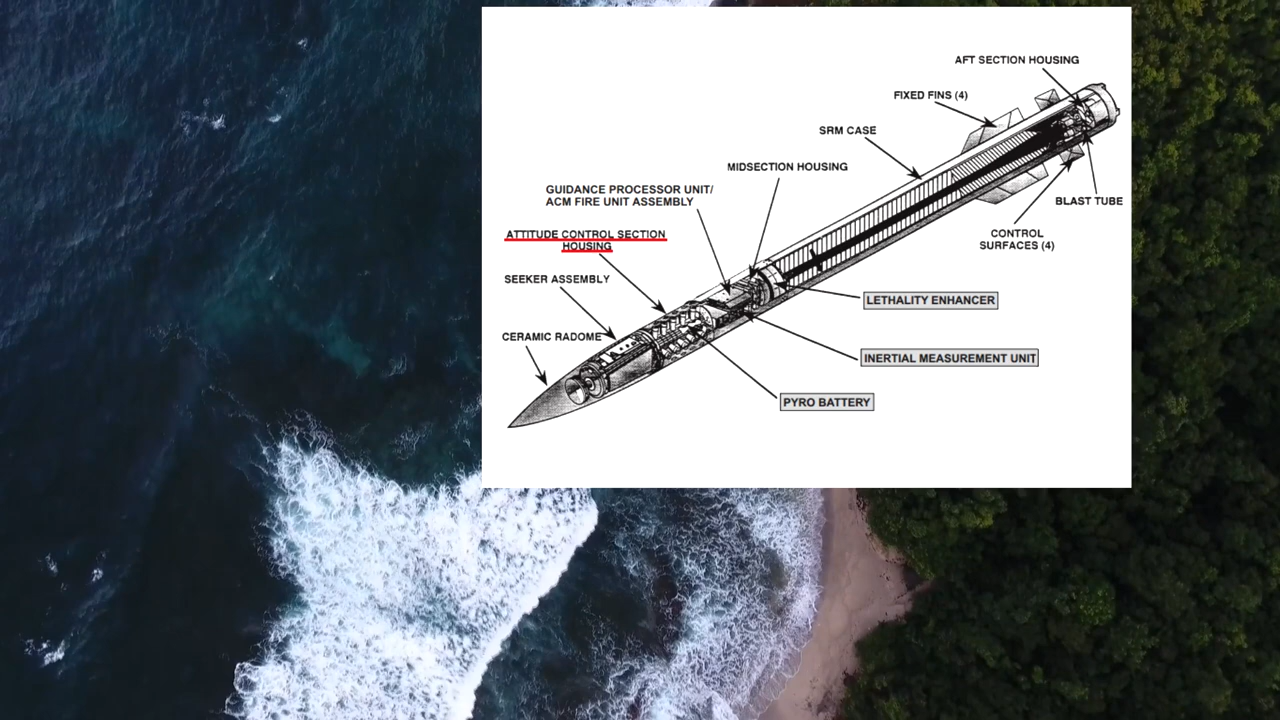 AFT SECTION HOUSING
FIXED FINS (4)
SRM CASE
MIDSECTION HOUSING
GUIDANCE PROCESSOR UNIT/
ACM FIRE UNIT ASSEMBLY
BLAST TUBE
ATTITUDE CONTROL SECTION
HOUSING
CONTROL
SURFACES (4)
SEEKER ASSEMBLY
LETHALITY ENHANCER
CERAMIC RADOME
INERTIAL MEASUREMENT UNIT
PYRO BATTERY